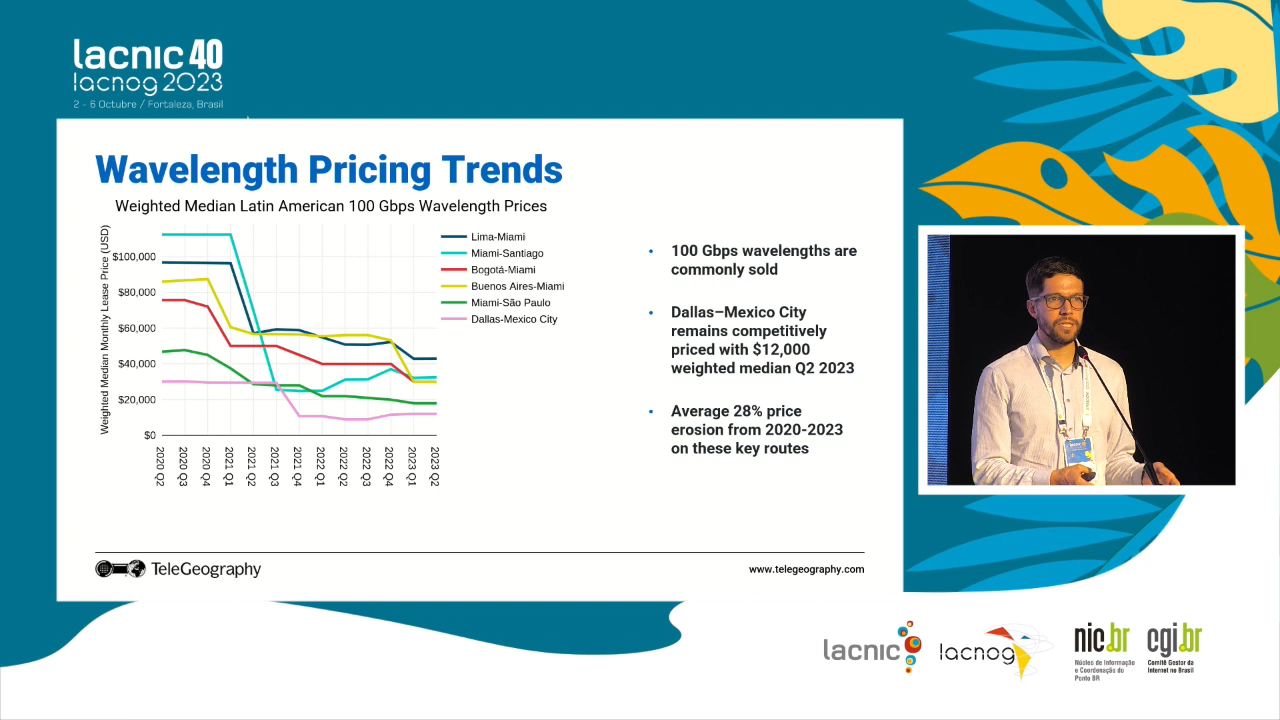 lacnic 40
lacnog 2023
2 - 6 Octubre / Fortaleza, Brasil
Wavelength Pricing Trends
Weighted Median Latin American 100 Gbps Wavelength Prices
Weighted Median Monthly Lease Price (USD)
$100,000
$80,000
$60,000
$40,000
$20,000
$0
2020 Q2
2020 Q3
2020 Q4
2021 Q1
2021 Q2
2021 Q3
2021 Q4
2022 Q1
2022 Q2
2022 Q3
2022 Q4
2023 Q1
2023 Q2
Lima-Miami
Miami-Santiago
Bogotá-Miami
Buenos Aires-Miami
Miami-São Paulo
Dallas-Mexico City
• 100 Gbps wavelengths are
commonly sold
• Dallas–Mexico City
remains competitively
priced with $12,000
weighted median Q2 2023
• Average 28% price
erosion from 2020-2023
on these key routes
TeleGeography
www.telegeography.com
lacnic
lacnog
nic.br
Núcleo de Informação
e Coordenação do
Ponto BR
cgi.br
Comitê Gestor da
Internet no Brasil